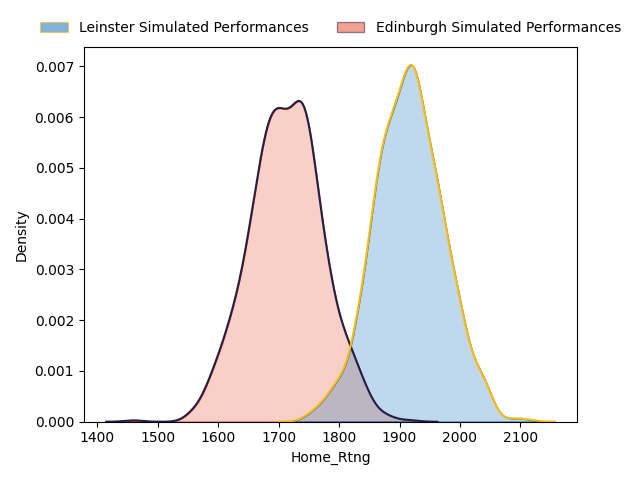 Leinster Simulated Performances Edinburgh Simulated Performances
0.007
0.006
0.005
0.004
0.003
0.002
0.001
0.000
Density
1400 1500 1600 1700 1800 1900 2000 2100
Home_Rtng